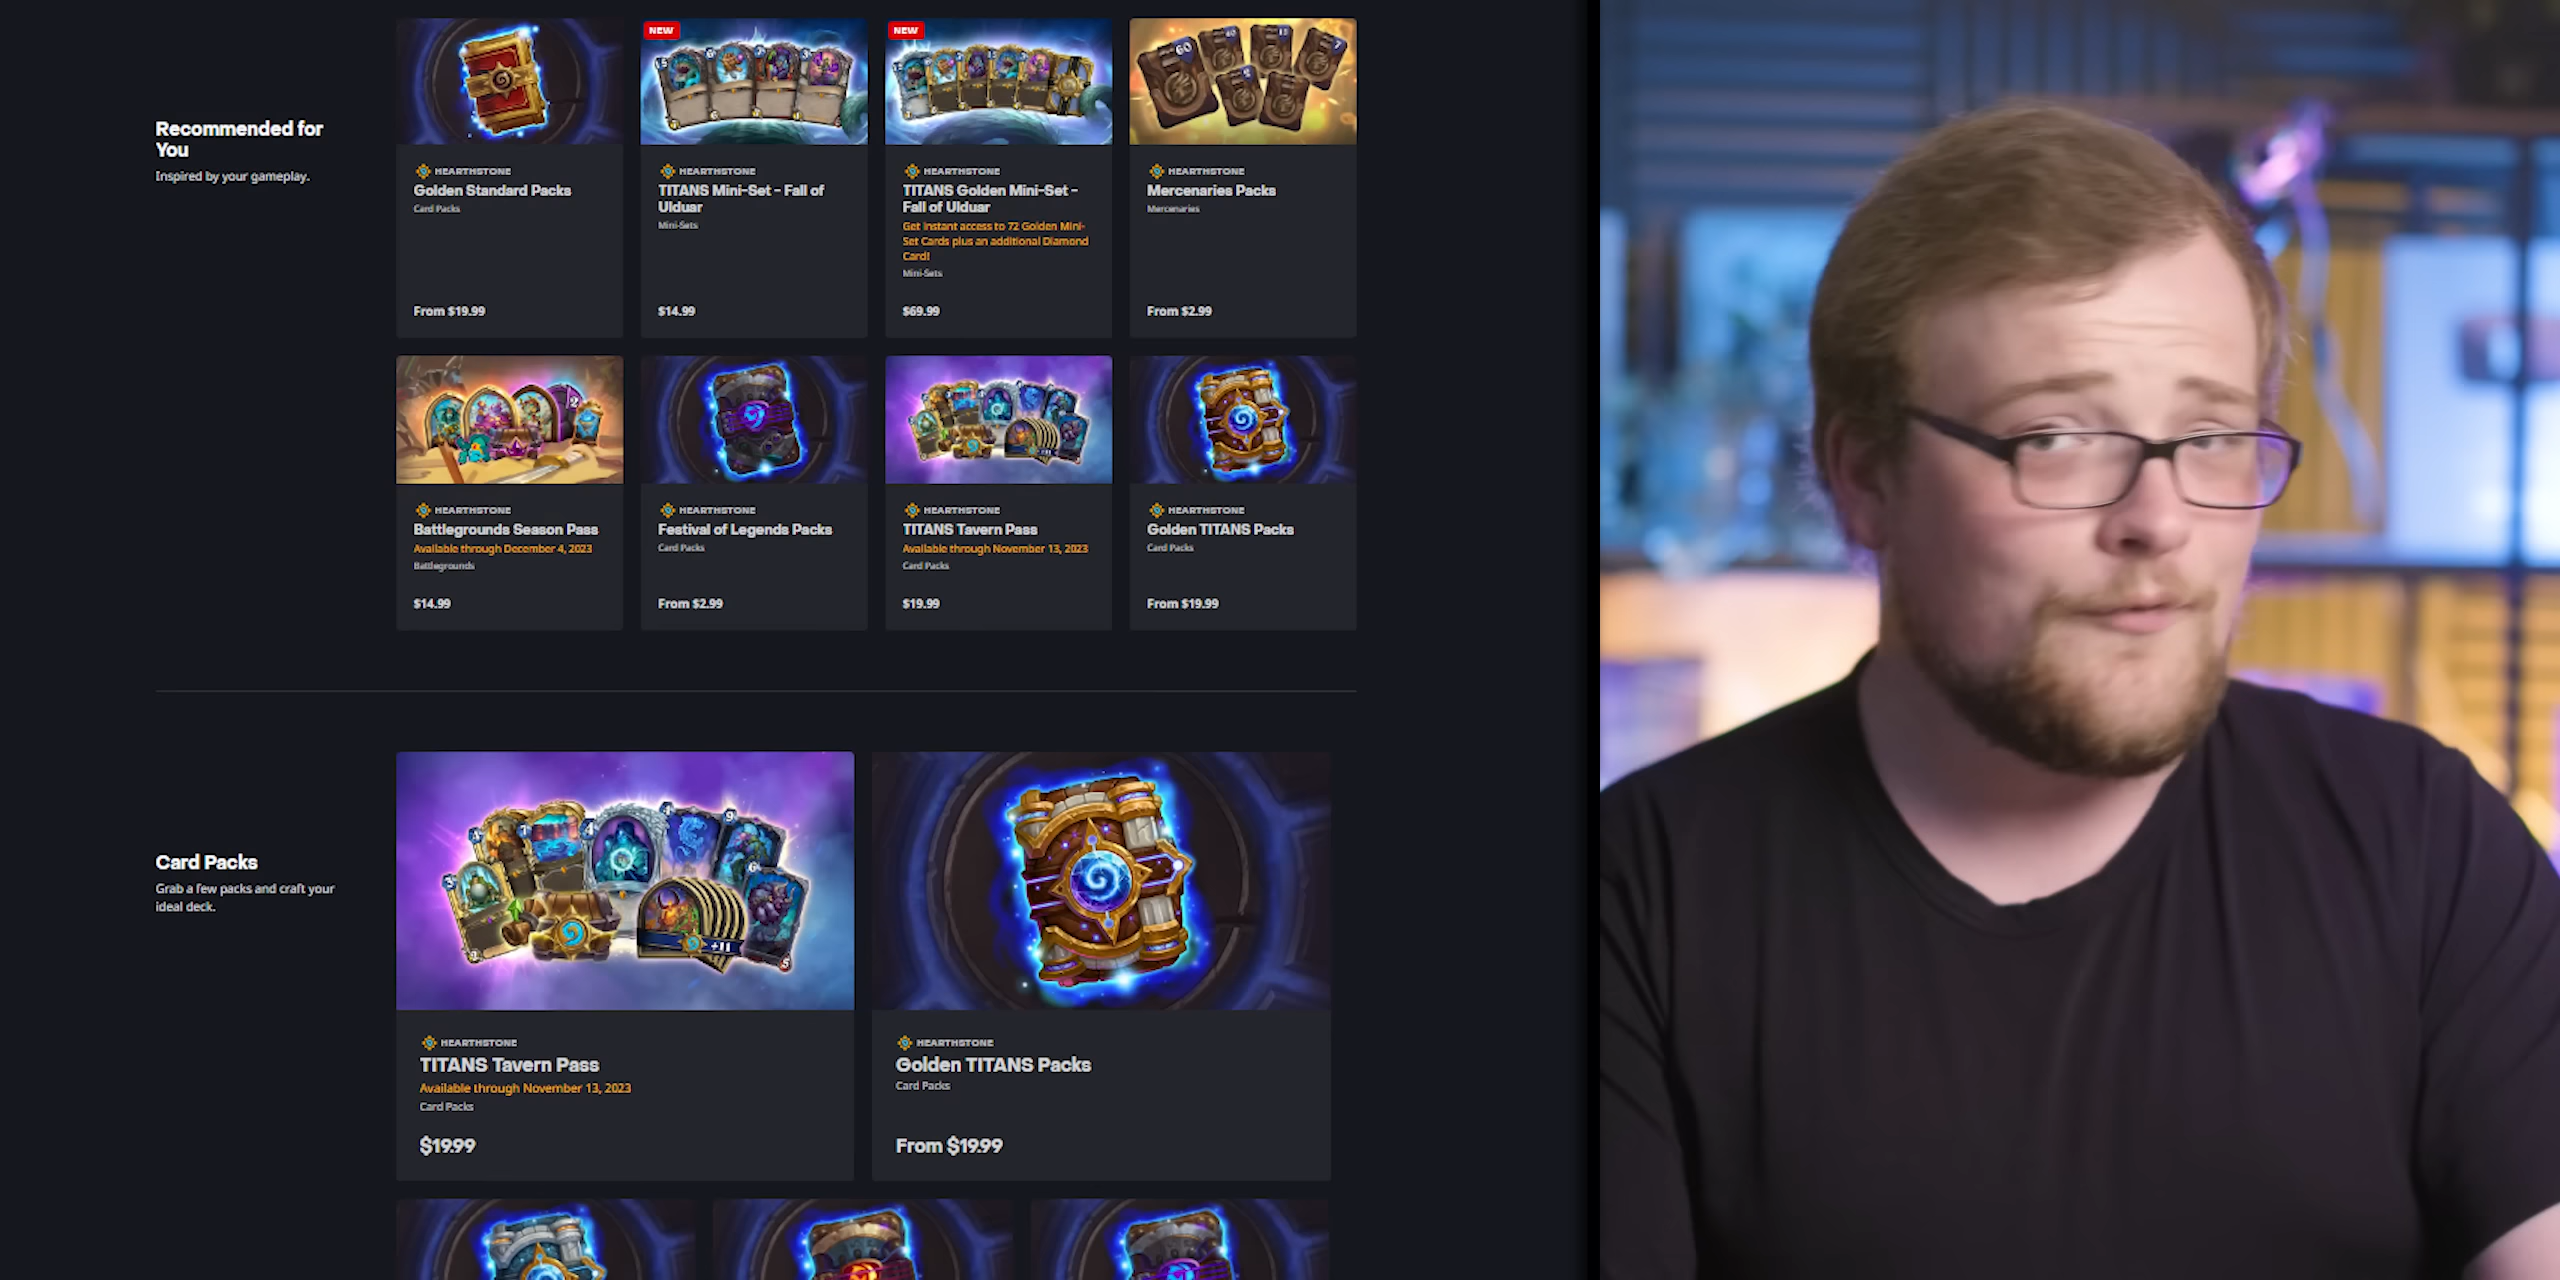 Recommended for
You
Inspired by your gameplay.
HEARTHSTONE
Golden Standard Packs
Card Packs
From $19.99
NEW
HEARTHSTONE
TITANS Mini-Set - Fall of
Ulduar
Mini-Sets
$14.99
NEW
HEARTHSTONE
TITANS Golden Mini-Set -
Fall of Ulduar
Get instant access to 72 Golden Mini-
Set Cards plus an additional Diamond
Card!
Mini-Sets
$69.99
HEARTHSTONE
Mercenaries Packs
Mercenaries
From $2.99
HEARTHSTONE
Battlegrounds Season Pass
Available through December 4, 2023
Battlegrounds
$14.99
HEARTHSTONE
Festival of Legends Packs
Card Packs
From $2.99
HEARTHSTONE
TITANS Tavern Pass
Available through November 13, 2023
Card Packs
$19.99
HEARTHSTONE
Golden TITANS Packs
Card Packs
From $19.99
Card Packs
Grab a few packs and craft your
ideal deck.
+11
HEARTHSTONE
TITANS Tavern Pass
Available through November 13, 2023
Card Packs
$19.99
HEARTHSTONE
Golden TITANS Packs
Card Packs
From $19.99